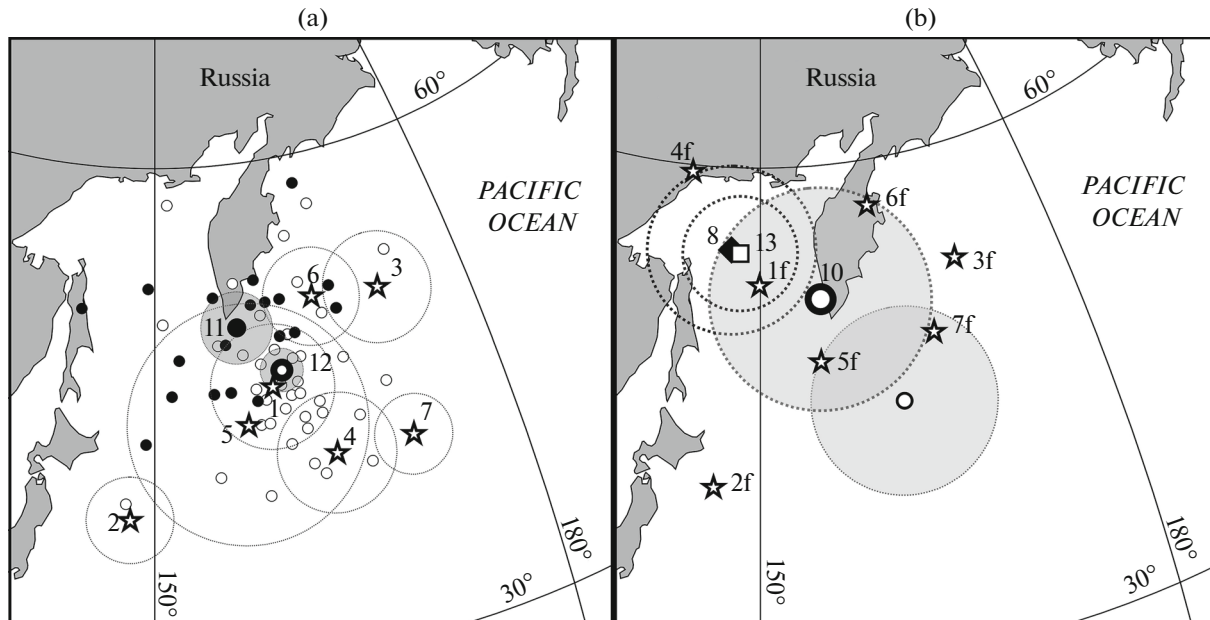 (a)
Russia
60°
PACIFIC
OCEAN
6
3
11
12
1
5
4
7
2
150°
180°
30°
(b)
Russia
60°
4f
PACIFIC
OCEAN
6f
8
13
3f
1f
10
7f
5f
2f
150°
180°
30°